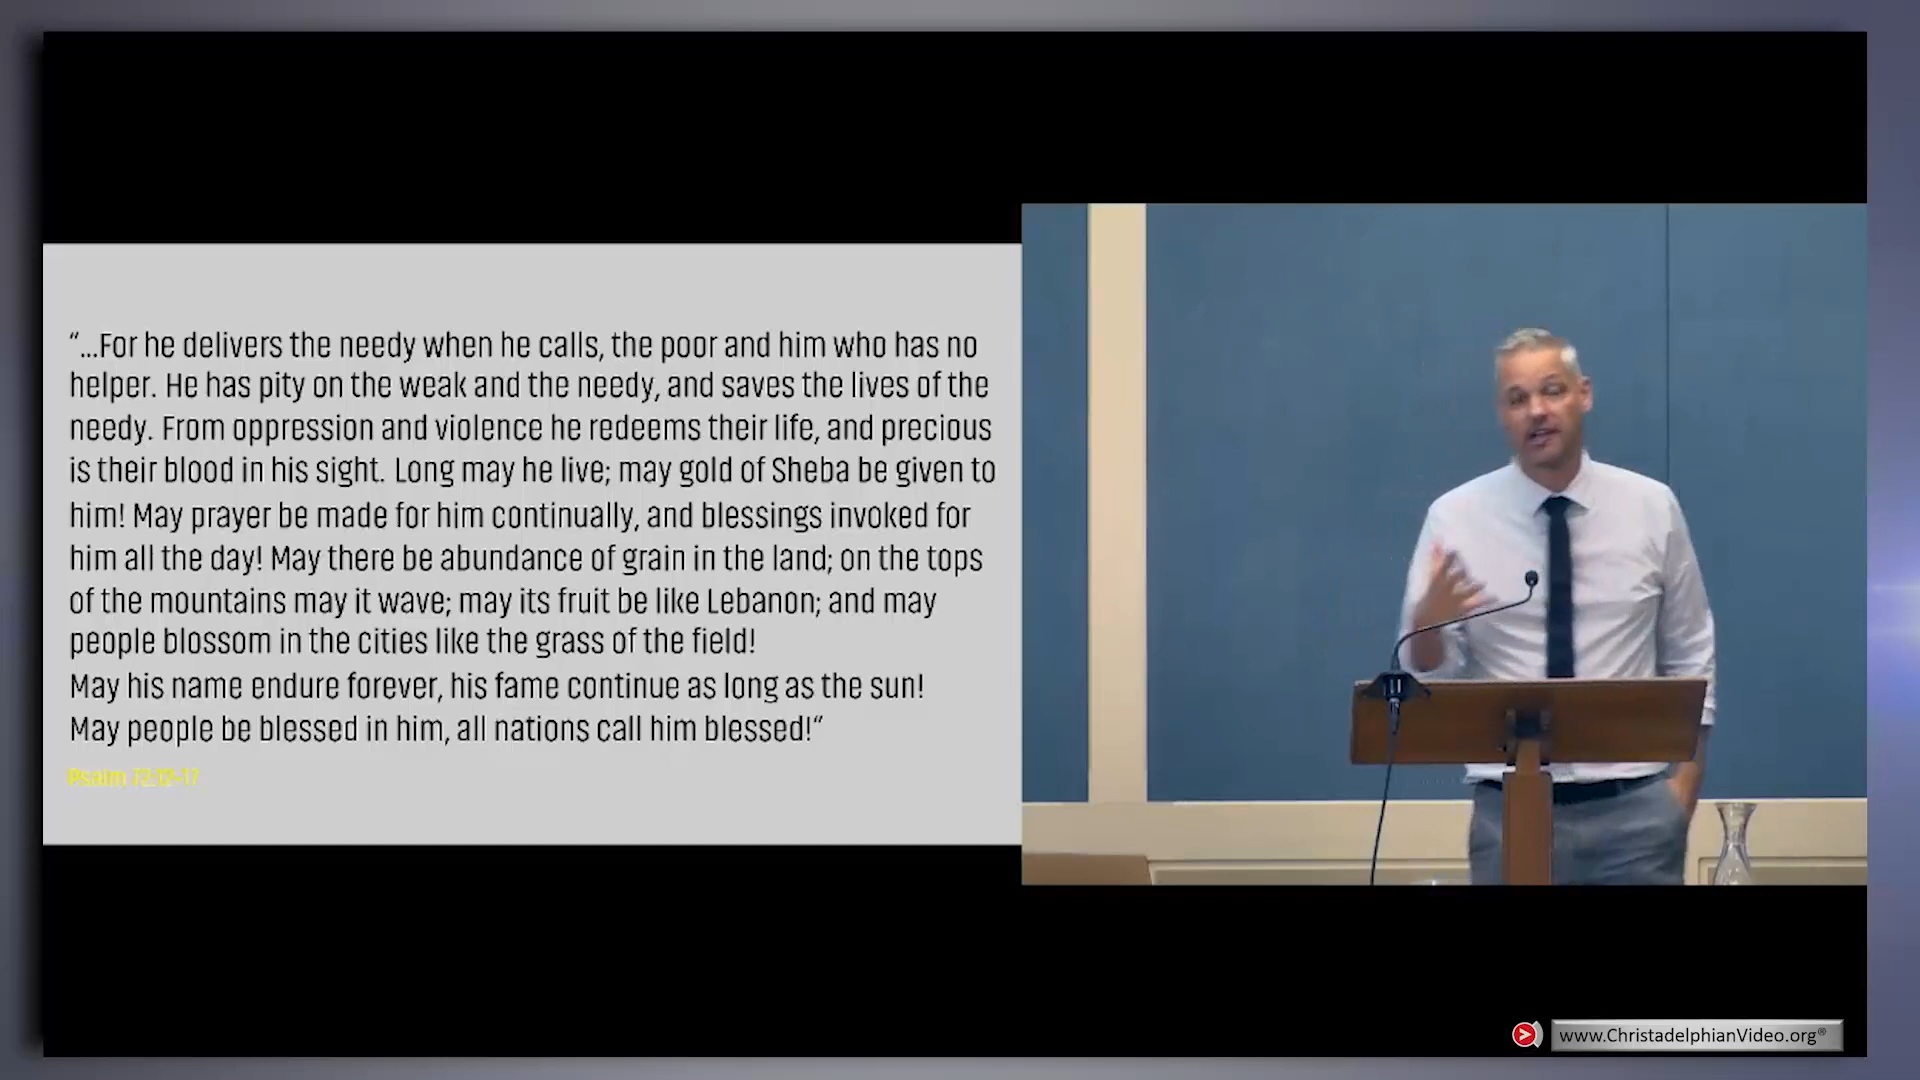 “...For he delivers the needy when he calls, the poor and him who has no
helper. He has pity on the weak and the needy, and saves the lives of the
needy. From oppression and violence he redeems their life, and precious
is their blood in his sight. Long may he live; may gold of Sheba be given to
him! May prayer be made for him continually, and blessings invoked for
him all the day! May there be abundance of grain in the land; on the tops
of the mountains may it wave; may its fruit be like Lebanon; and may
people blossom in the cities like the grass of the field!
May his name endure forever, his fame continue as long as the sun!
May people be blessed in him, all nations call him blessed!“
Psalm 72:12-17
www.ChristadelphianVideo.org®